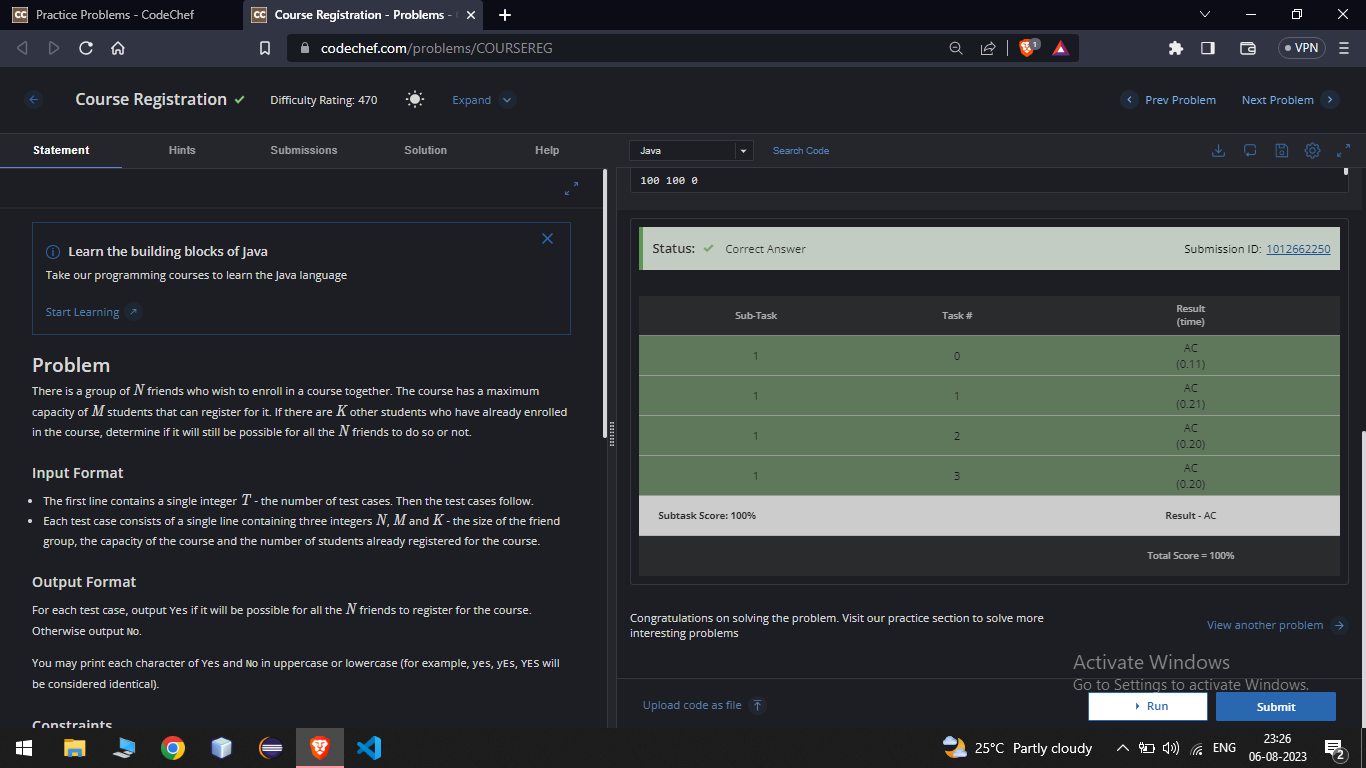 Practice Problems - CodeChef
Course Registration - Problems -
codechef.com/problems/COURSEREG
1
VPN
Course Registration
Difficulty Rating: 470
Expand
Prev Problem
Next Problem
Statement
Hints
Submissions
Solution
Help
Learn the building blocks of Java
Take our programming courses to learn the Java language
Start Learning
Problem
There is a group of N friends who wish to enroll in a course together. The course has a maximum
capacity of M students that can register for it. If there are K other students who have already enrolled
in the course, determine if it will still be possible for all the N friends to do so or not.
Input Format
• The first line contains a single integer T - the number of test cases. Then the test cases follow.
• Each test case consists of a single line containing three integers N, M and K - the size of the friend
group, the capacity of the course and the number of students already registered for the course.
Output Format
For each test case, output Yes if it will be possible for all the N friends to register for the course.
Otherwise output No.
You may print each character of Yes and No in uppercase or lowercase (for example, yes, yEs, YES will
be considered identical).
Constraints
Java
Search Code
100 100 0
Status:
Correct Answer
Submission ID: 1012662250
Sub-Task Task # Result
(time)
1 0 AC
(0.11)
1 1 AC
(0.21)
1 2 AC
(0.20)
1 3 AC
(0.20)
Subtask Score: 100% Result - AC
Total Score = 100%
Congratulations on solving the problem. Visit our practice section to solve more
interesting problems
View another problem
Activate Windows
Go to Settings to activate Windows.
Upload code as file
Run
Submit
25°C Partly cloudy
ENG
23:26
06-08-2023
2